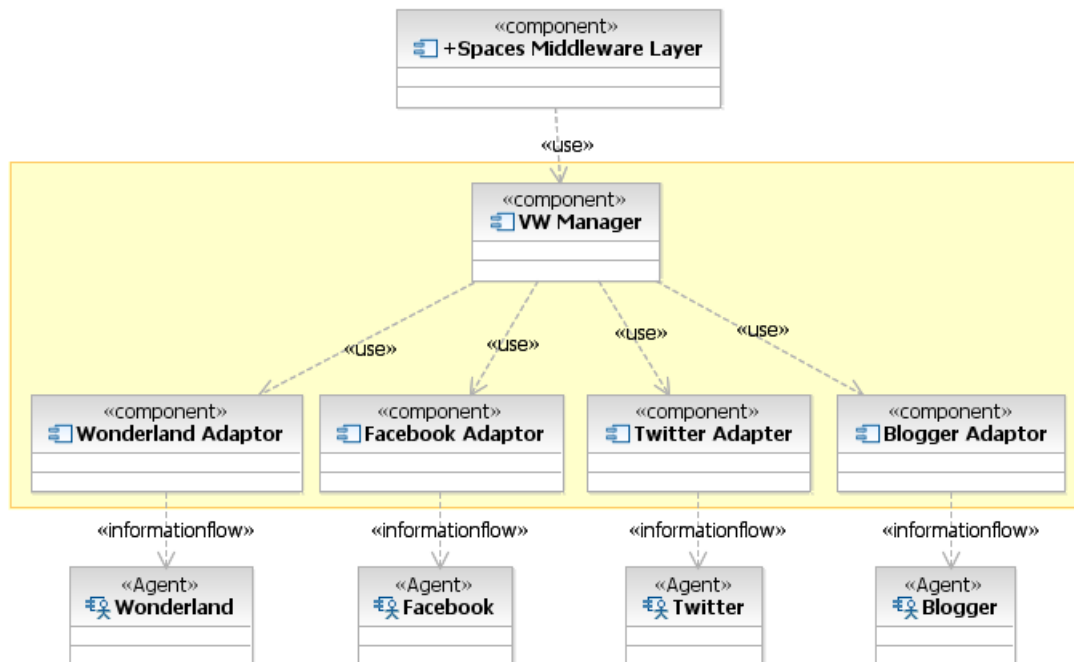 «component»
+Spaces Middleware Layer
«use»
«component»
VW Manager
«use»
«use»
«use»
«use»
«component»
Wonderland Adaptor
«component»
Facebook Adaptor
«component»
Twitter Adapter
«component»
Blogger Adaptor
«informationflow»
«informationflow»
«informationflow»
«informationflow»
«Agent»
Wonderland
«Agent»
Facebook
«Agent»
Twitter
«Agent»
Blogger